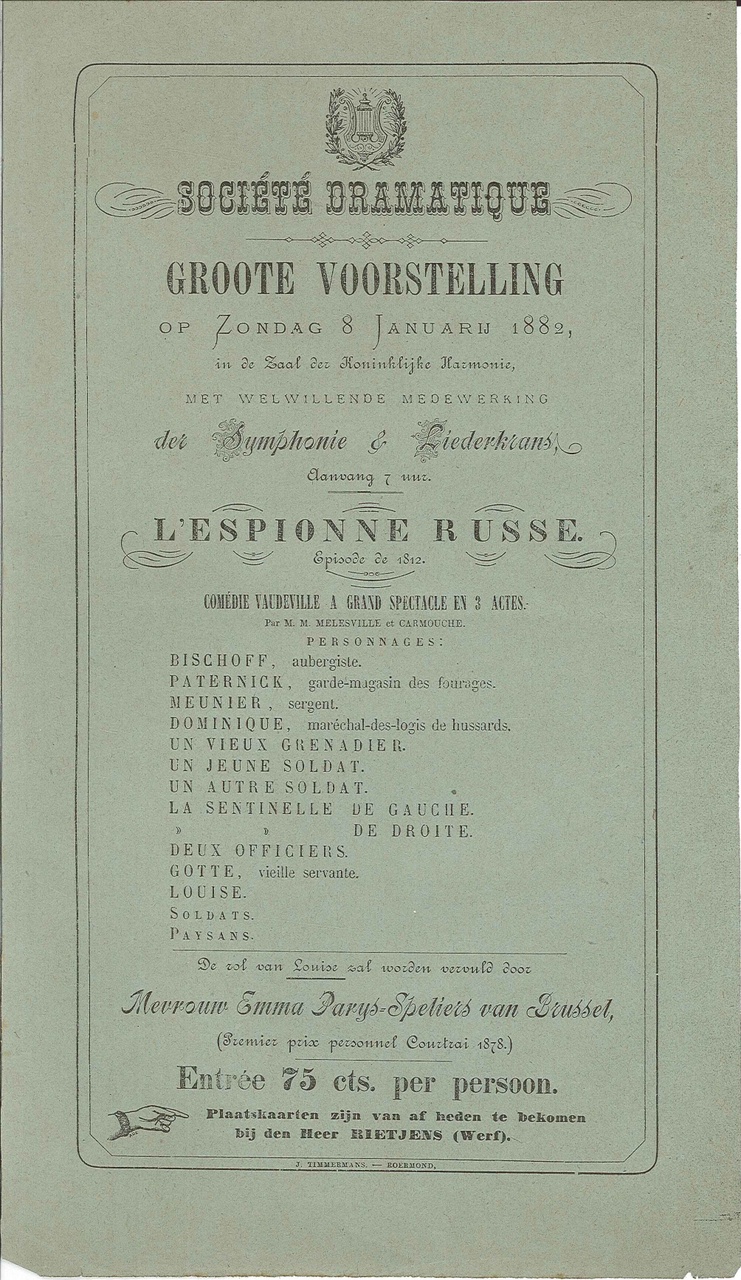 SOCIÉTÉ DRAMATIQUE
GROOTE VOORSTELLING
OP ZONDAG 8 JANUARIJ 1882,
in de Zaal der Koninklijke Harmonie,
MET WELWILLENDE MEDEWERKING
der Symphonie & Liederkrans,
Aanvang 7 uur.
L'ESPIONNE RUSSE.
Episode de 1812.
COMÉDIE VAUDEVILLE A GRAND SPECTACLE EN 3 ACTES.
Par M. M. MELESVILLE et CARMOUCHE.
PERSONNAGES:
BISCHOFF, aubergiste.
PATERNICK, garde-magasin des fourages.
MEUNIER, sergent.
DOMINIQUE, maréchal-des-logis de hussards.
UN VIEUX GRENADIER.
UN JEUNE SOLDAT.
UN AUTRE SOLDAT.
LA SENTINELLE DE GAUCHE.
» » DE DROITE.
DEUX OFFICIERS.
GOTTE, vieille servante.
LOUISE.
SOLDATS.
PAYSANS.
De rol van Louise zal worden vervuld door
Mevrouw Emma Parys-Speliers van Brussel,
(Premier prix personnel Courtrai 1878.)
Entrée 75 cts. per persoon.
Plaatskaarten zijn van af heden te bekomen
bij den Heer RIETJENS (Werf).
J. TIMMERMANS. — ROERMOND,